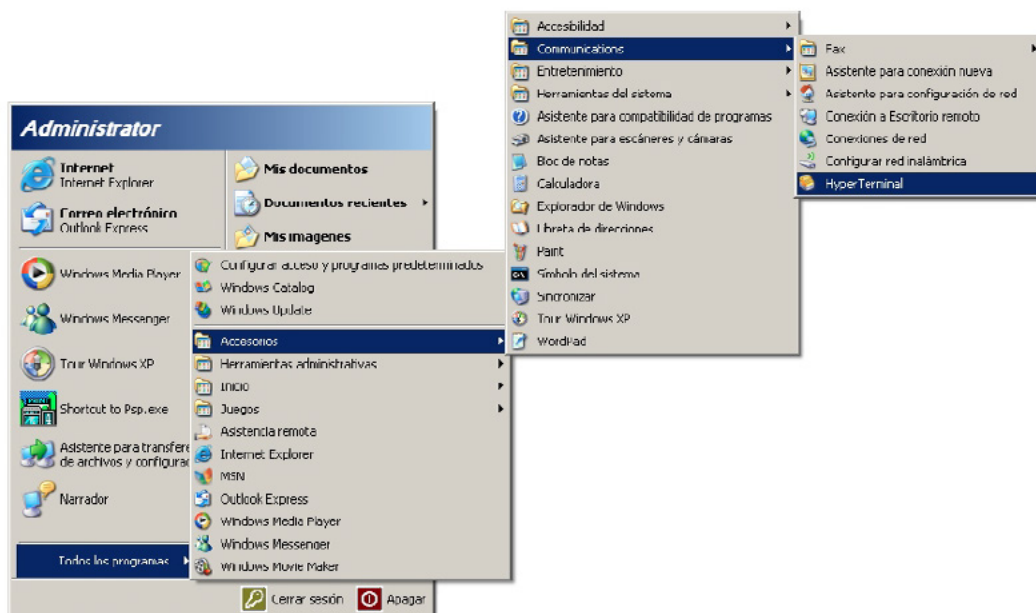 Administrator
Internet
Internet Explorer
Correo electrónico
Outlook Express
Windows Media Player
Windows Messenger
Tour Windows XP
Shortcut to Psp.exe
Asistente para transfere
de archivos y configurac
Narrador
Todos los programas
Mis documentos
Documentos recientes
Mis imagenes
Cerrar sesión
Apagar
Configurar acceso y programas predeterminados
Windows Catalog
Windows Update
Accesorios
Herramientas administrativas
Inicio
Juegos
Asistencia remota
Internet Explorer
MSN
Outlook Express
Windows Media Player
Windows Messenger
Windows Movie Maker
Accesibilidad
Communications
Entretenimiento
Herramientas del sistema
Asistente para compatibilidad de programas
Asistente para escáneres y cámaras
Boc de notas
Calculadora
Explorador de Windows
Libreta de direcciones
Paint
Símbolo del sistema
Sincronizar
Tour Windows XP
WordPad
Fax
Asistente para conexión nueva
Asistente para configuración de red
Conexión a Escritorio remoto
Conexiones de red
Configurar red inalámbrica
HyperTerminal